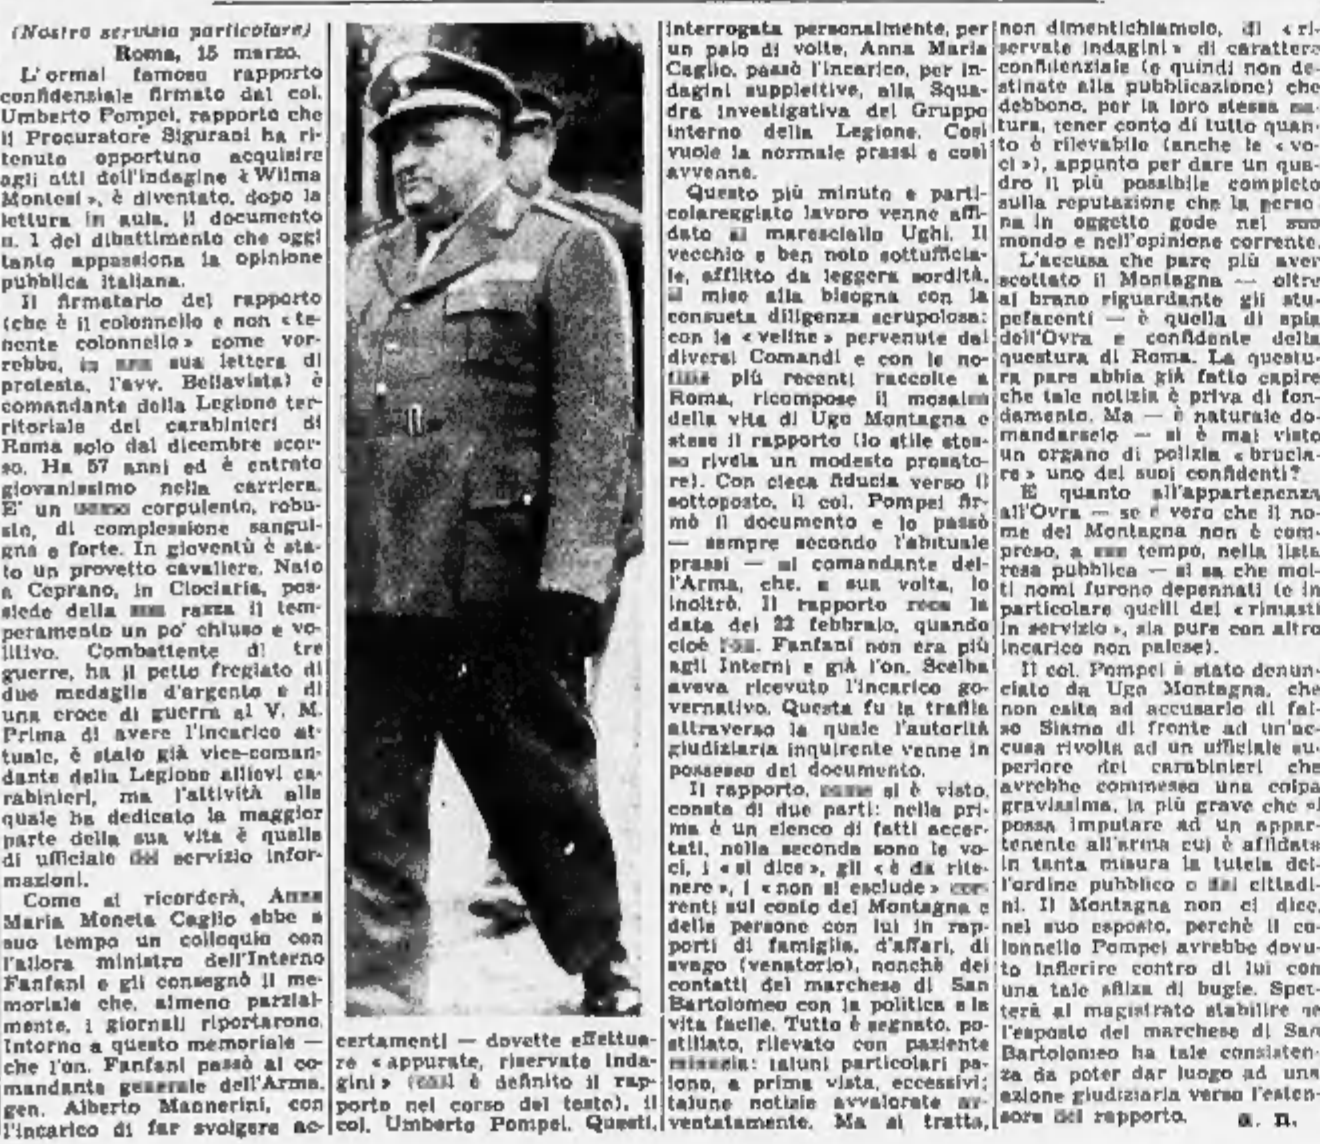 (Nostro servizio particolare)
Roma, 15 marzo.
L'ormai famoso rapporto
confidenziale firmato dal col.
Umberto Pompei, rapporto che
il Procuratore Sigurani ha ri-
tenuto opportuno acquisire
agli atti dell'indagine « Wilma
Montesi », è diventato, dopo la
lettura in aula, il documento
n. 1 del dibattimento che oggi
tanto appassiona la opinione
pubblica italiana.
Il firmatario del rapporto
(che è il colonnello e non « te-
nente colonnello » come vor-
rebbe, in una sua lettera di
protesta, l'avv. Bellavista) è
comandante della Legione ter-
ritoriale dei carabinieri di
Roma solo dal dicembre scor-
so. Ha 57 anni ed è entrato
giovanissimo nella carriera.
E' un uomo corpulento, robu-
sto, di complessione sangui-
gna e forte. In gioventù è sta-
to un provetto cavaliere. Nato
a Ceprano, in Ciociaria, pos-
siede della sua razza il tem-
peramento un po' chiuso e vo-
litivo. Combattente di tre
guerre, ha il petto fregiato di
due medaglie d'argento e di
una croce di guerra al V. M.
Prima di avere l'incarico at-
tuale, è stato già vice-coman-
dante della Legione allievi ca-
rabinieri, ma l'attività alla
quale ha dedicato la maggior
parte della sua vita è quella
di ufficiale del servizio infor-
mazioni.
Come si ricorderà, Anna
Maria Moneta Caglio ebbe a
suo tempo un colloquio con
l'allora ministro dell'Interno
Fanfani e gli consegnò il me-
moriale che, almeno parzial-
mente, i giornali riportarono.
Intorno a questo memoriale —
che l'on. Fanfani passò al co-
mandante generale dell'Arma,
gen. Alberto Mannerini, con
l'incarico di far svolgere ac-
certamenti — dovette effettua-
re « appurate, riservate inda-
gini » (così è definito il rap-
porto nel corso del testo), il
col. Umberto Pompei. Questi,
interrogata personalmente, per
un paio di volte, Anna Maria
Caglio, passò l'incarico, per in-
dagini suppletive, alla Squa-
dra investigativa del Gruppo
interno della Legione. Così
vuole la normale prassi e così
avvenne.
Questo più minuto e parti-
colareggiato lavoro venne affi-
dato al maresciallo Ughi. Il
vecchio e ben noto sottufficia-
le, afflitto da leggera sordità,
si mise alla bisogna con la
consueta diligenza scrupolosa:
con le « veline » pervenute dai
diversi Comandi e con le no-
tizie più recenti raccolte a
Roma, ricompose il mosaico
della vita di Ugo Montagna e
stese il rapporto (lo stile stes-
so rivela un modesto prosato-
re). Con cieca fiducia verso il
sottoposto, il col. Pompei fir-
mò il documento e lo passò
— sempre secondo l'abituale
prassi — al comandante del-
l'Arma, che, a sua volta, lo
inoltrò. Il rapporto reca la
data del 22 febbraio, quando
cioè l'on. Fanfani non era più
agli Interni e già l'on. Scelba
aveva ricevuto l'incarico go-
vernativo. Questa fu la trafila
attraverso la quale l'autorità
giudiziaria inquirente venne in
possesso del documento.
Il rapporto, come si è visto,
consta di due parti: nella pri-
ma è un elenco di fatti accer-
tati, nella seconda sono le vo-
ci, i « si dice », gli « è da rite-
nere », i « non si esclude » cor-
renti sul conto del Montagna e
delle persone con lui in rap-
porti di famiglia, d'affari, di
svago (venatorio), nonchè dei
contatti del marchese di San
Bartolomeo con la politica e la
vita facile. Tutto è segnato, po-
stillato, rilevato con paziente
minuzia: taluni particolari pa-
iono, a prima vista, eccessivi;
talune notizie avvalorate av-
ventatamente. Ma si tratta,
non dimentichiamolo, di « ri-
servate indagini » di carattere
confidenziale (e quindi non de-
stinate alla pubblicazione) che
debbono, per la loro stessa na-
tura, tener conto di tutto quan-
to è rilevabile (anche le « vo-
ci »), appunto per dare un qua-
dro il più possibile completo
sulla reputazione che la perso-
na in oggetto gode nel suo
mondo e nell'opinione corrente.
L'accusa che pare più aver
scottato il Montagna — oltre
al brano riguardante gli stu-
pefacenti — è quella di spia
dell'Ovra e confidente della
questura di Roma. La questu-
ra pare abbia già fatto capire
che tale notizia è priva di fon-
damento. Ma — è naturale do-
mandarselo — si è mai visto
un organo di polizia « brucia-
re » uno dei suoi confidenti?
E quanto all'appartenenza
all'Ovra — se è vero che il no-
me del Montagna non è com-
preso, a suo tempo, nella lista
resa pubblica — si sa che mol-
ti nomi furono depennati (e in
particolare quelli dei « rimasti
in servizio », sia pure con altro
incarico non palese).
Il col. Pompei è stato denun-
ciato da Ugo Montagna, che
non esita ad accusarlo di fal-
so Siamo di fronte ad un'ac-
cusa rivolta ad un ufficiale su-
periore dei carabinieri che
avrebbe commesso una colpa
gravissima, la più grave che si
possa imputare ad un appar-
tenente all'arma cui è affidata
in tanta misura la tutela del-
l'ordine pubblico e dei cittadi-
ni. Il Montagna non ci dice,
nel suo esposto, perchè il co-
lonnello Pompei avrebbe dovu-
to infierire contro di lui con
una tale sfilza di bugie. Spet-
terà al magistrato stabilire se
l'esposto del marchese di San
Bartolomeo ha tale consisten-
za da poter dar luogo ad una
azione giudiziaria verso l'esten-
sore del rapporto. a. n.